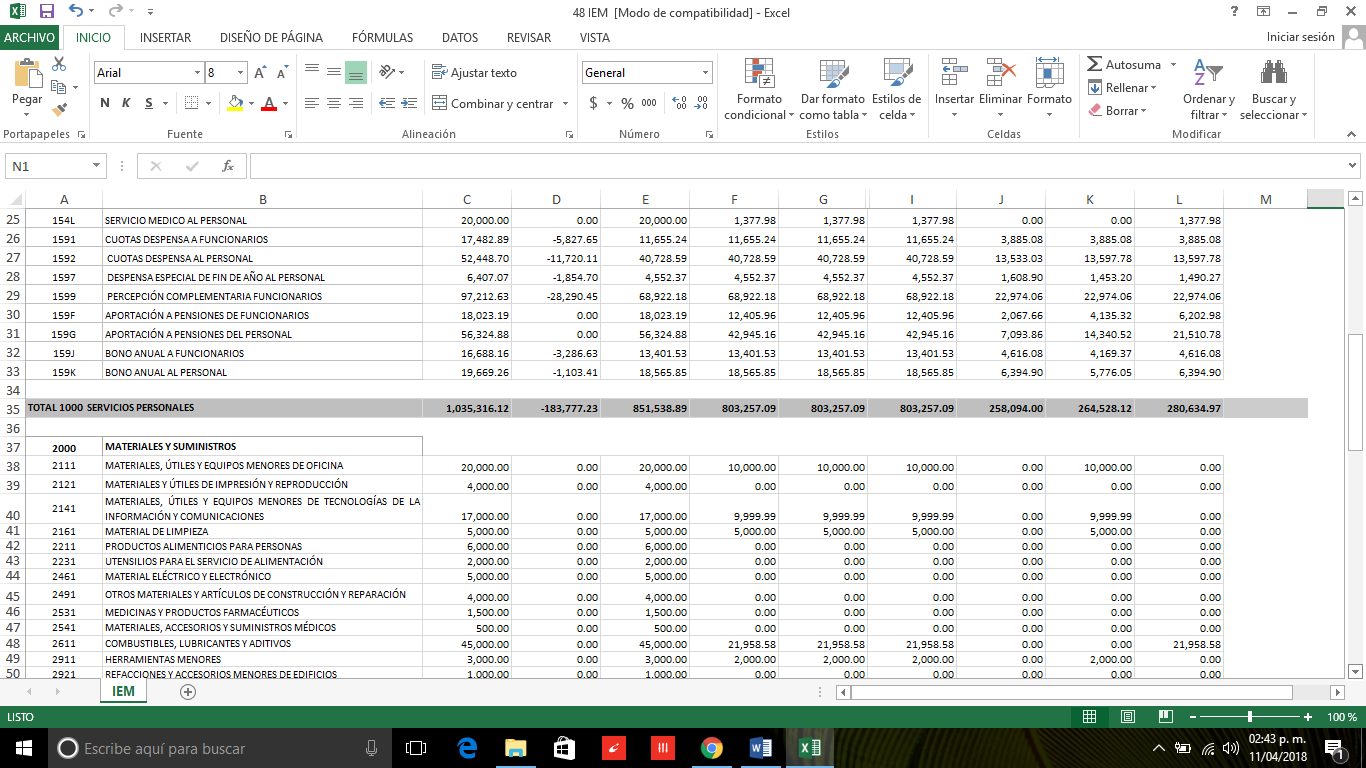 48 IEM [Modo de compatibilidad] - Excel
ARCHIVO INICIO INSERTAR DISEÑO DE PÁGINA FÓRMULAS DATOS REVISAR VISTA Iniciar sesión
Pegar
Portapapeles
Arial 8
N K S
Fuente
Ajustar texto
Combinar y centrar
Alineación
General
$ % 000
Número
Formato condicional
Dar formato como tabla
Estilos de celda
Estilos
Insertar Eliminar Formato
Celdas
Autosuma
Rellenar
Borrar
Ordenar y filtrar
Buscar y seleccionar
Modificar
N1
A B C D E F G I J K L M
25 154L SERVICIO MEDICO AL PERSONAL 20,000.00 0.00 20,000.00 1,377.98 1,377.98 1,377.98 0.00 0.00 1,377.98
26 1591 CUOTAS DESPENSA A FUNCIONARIOS 17,482.89 -5,827.65 11,655.24 11,655.24 11,655.24 11,655.24 3,885.08 3,885.08 3,885.08
27 1592 CUOTAS DESPENSA AL PERSONAL 52,448.70 -11,720.11 40,728.59 40,728.59 40,728.59 40,728.59 13,533.03 13,597.78 13,597.78
28 1597 DESPENSA ESPECIAL DE FIN DE AÑO AL PERSONAL 6,407.07 -1,854.70 4,552.37 4,552.37 4,552.37 4,552.37 1,608.90 1,453.20 1,490.27
29 1599 PERCEPCIÓN COMPLEMENTARIA FUNCIONARIOS 97,212.63 -28,290.45 68,922.18 68,922.18 68,922.18 68,922.18 22,974.06 22,974.06 22,974.06
30 159F APORTACIÓN A PENSIONES DE FUNCIONARIOS 18,023.19 0.00 18,023.19 12,405.96 12,405.96 12,405.96 2,067.66 4,135.32 6,202.98
31 159G APORTACIÓN A PENSIONES DEL PERSONAL 56,324.88 0.00 56,324.88 42,945.16 42,945.16 42,945.16 7,093.86 14,340.52 21,510.78
32 159J BONO ANUAL A FUNCIONARIOS 16,688.16 -3,286.63 13,401.53 13,401.53 13,401.53 13,401.53 4,616.08 4,169.37 4,616.08
33 159K BONO ANUAL AL PERSONAL 19,669.26 -1,103.41 18,565.85 18,565.85 18,565.85 18,565.85 6,394.90 5,776.05 6,394.90
34
35 TOTAL 1000 SERVICIOS PERSONALES 1,035,316.12 -183,777.23 851,538.89 803,257.09 803,257.09 803,257.09 258,094.00 264,528.12 280,634.97
36
37 2000 MATERIALES Y SUMINISTROS
38 2111 MATERIALES, ÚTILES Y EQUIPOS MENORES DE OFICINA 20,000.00 0.00 20,000.00 10,000.00 10,000.00 10,000.00 0.00 10,000.00 0.00
39 2121 MATERIALES Y ÚTILES DE IMPRESIÓN Y REPRODUCCIÓN 4,000.00 0.00 4,000.00 0.00 0.00 0.00 0.00 0.00 0.00
2141 MATERIALES, ÚTILES Y EQUIPOS MENORES DE TECNOLOGÍAS DE LA
40 INFORMACIÓN Y COMUNICACIONES 17,000.00 0.00 17,000.00 9,999.99 9,999.99 9,999.99 0.00 9,999.99 0.00
41 2161 MATERIAL DE LIMPIEZA 5,000.00 0.00 5,000.00 5,000.00 5,000.00 5,000.00 0.00 5,000.00 0.00
42 2211 PRODUCTOS ALIMENTICIOS PARA PERSONAS 6,000.00 0.00 6,000.00 0.00 0.00 0.00 0.00 0.00 0.00
43 2231 UTENSILIOS PARA EL SERVICIO DE ALIMENTACIÓN 2,000.00 0.00 2,000.00 0.00 0.00 0.00 0.00 0.00 0.00
44 2461 MATERIAL ELÉCTRICO Y ELECTRÓNICO 5,000.00 0.00 5,000.00 0.00 0.00 0.00 0.00 0.00 0.00
45 2491 OTROS MATERIALES Y ARTÍCULOS DE CONSTRUCCIÓN Y REPARACIÓN 4,000.00 0.00 4,000.00 0.00 0.00 0.00 0.00 0.00 0.00
46 2531 MEDICINAS Y PRODUCTOS FARMACÉUTICOS 1,500.00 0.00 1,500.00 0.00 0.00 0.00 0.00 0.00 0.00
47 2541 MATERIALES, ACCESORIOS Y SUMINISTROS MÉDICOS 500.00 0.00 500.00 0.00 0.00 0.00 0.00 0.00 0.00
48 2611 COMBUSTIBLES, LUBRICANTES Y ADITIVOS 45,000.00 0.00 45,000.00 21,958.58 21,958.58 21,958.58 0.00 0.00 21,958.58
49 2911 HERRAMIENTAS MENORES 3,000.00 0.00 3,000.00 2,000.00 2,000.00 2,000.00 0.00 2,000.00 0.00
50 2921 REFACCIONES Y ACCESORIOS MENORES DE EDIFICIOS 1,000.00 0.00 1,000.00 0.00 0.00 0.00 0.00 0.00 0.00
IEM
LISTO 100 %
Escribe aquí para buscar
02:43 p. m.
11/04/2018